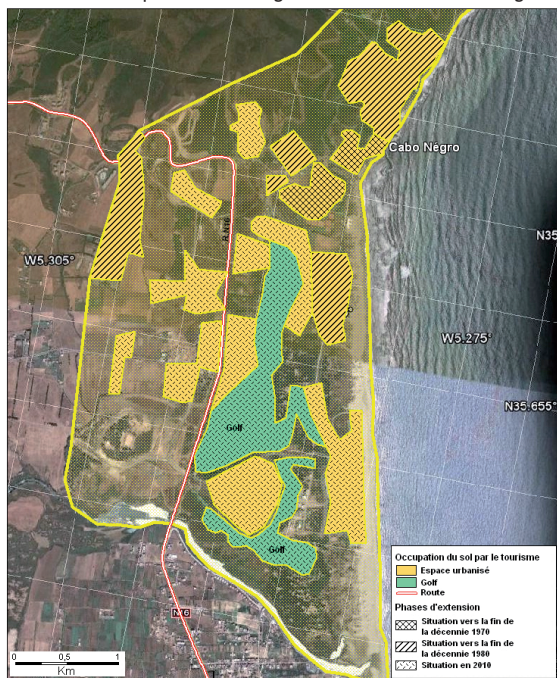 Cabo Négro
N35
W5.305°
R.N16
W5.275°
N35.655°
Golf
Golf
N16
0 0,5 1
Km
Occupation du sol par le tourisme
Espace urbanisé
Golf
Route
Phases d'extension
Situation vers la fin de
la décennie 1970
Situation vers la fin de
la décennie 1980
Situation en 2010